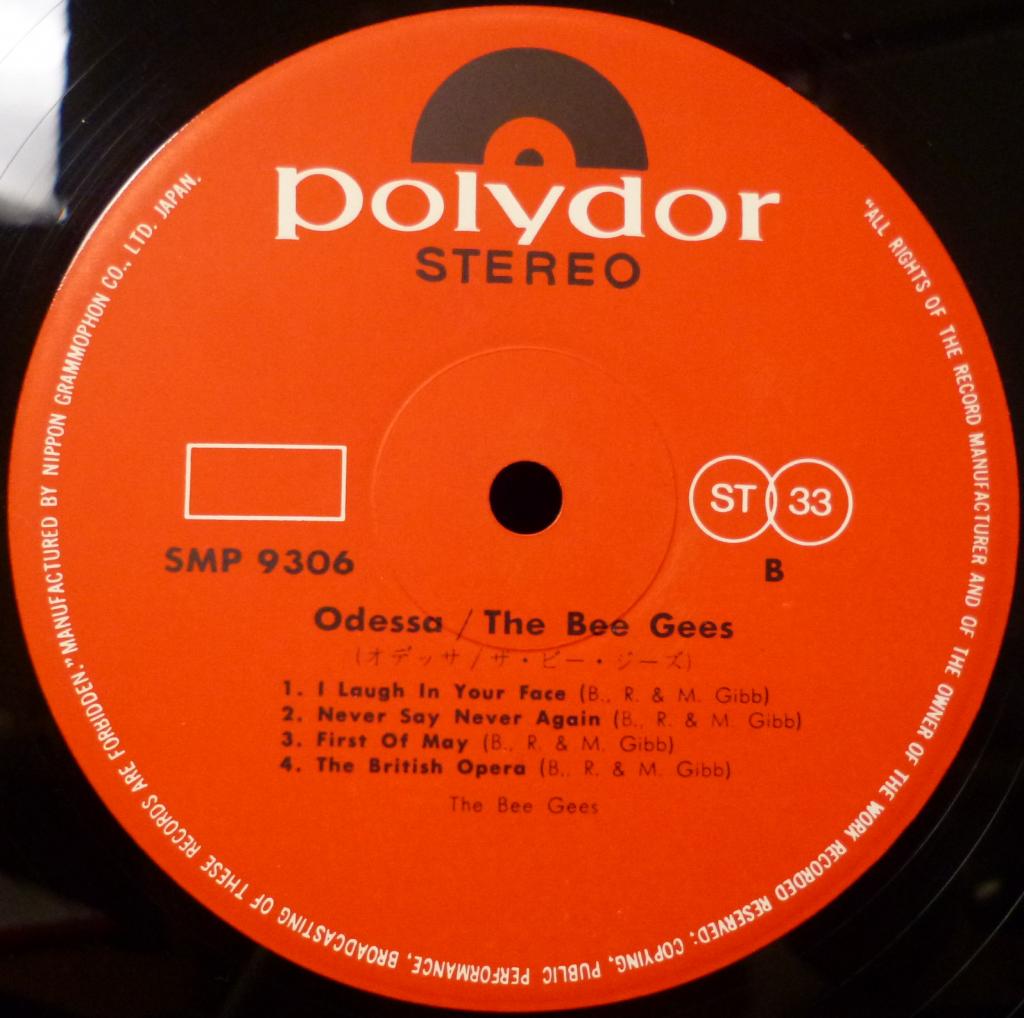 polydor
STEREO
"ALL RIGHTS OF THE RECORD MANUFACTURER AND OF THE OWNER OF THE WORK RECORDED RESERVED; COPYING, PUBLIC PERFORMANCE, BROADCASTING OF THESE RECORDS ARE FORBIDDEN." MANUFACTURED BY NIPPON GRAMMOPHON CO., LTD. JAPAN.
ST 33
SMP 9306
B
Odessa / The Bee Gees
(オデッサ/ザ・ビー・ジーズ)
1. I Laugh In Your Face (B., R. & M. Gibb)
2. Never Say Never Again (B., R. & M. Gibb)
3. First Of May (B., R. & M. Gibb)
4. The British Opera (B., R. & M. Gibb)
The Bee Gees